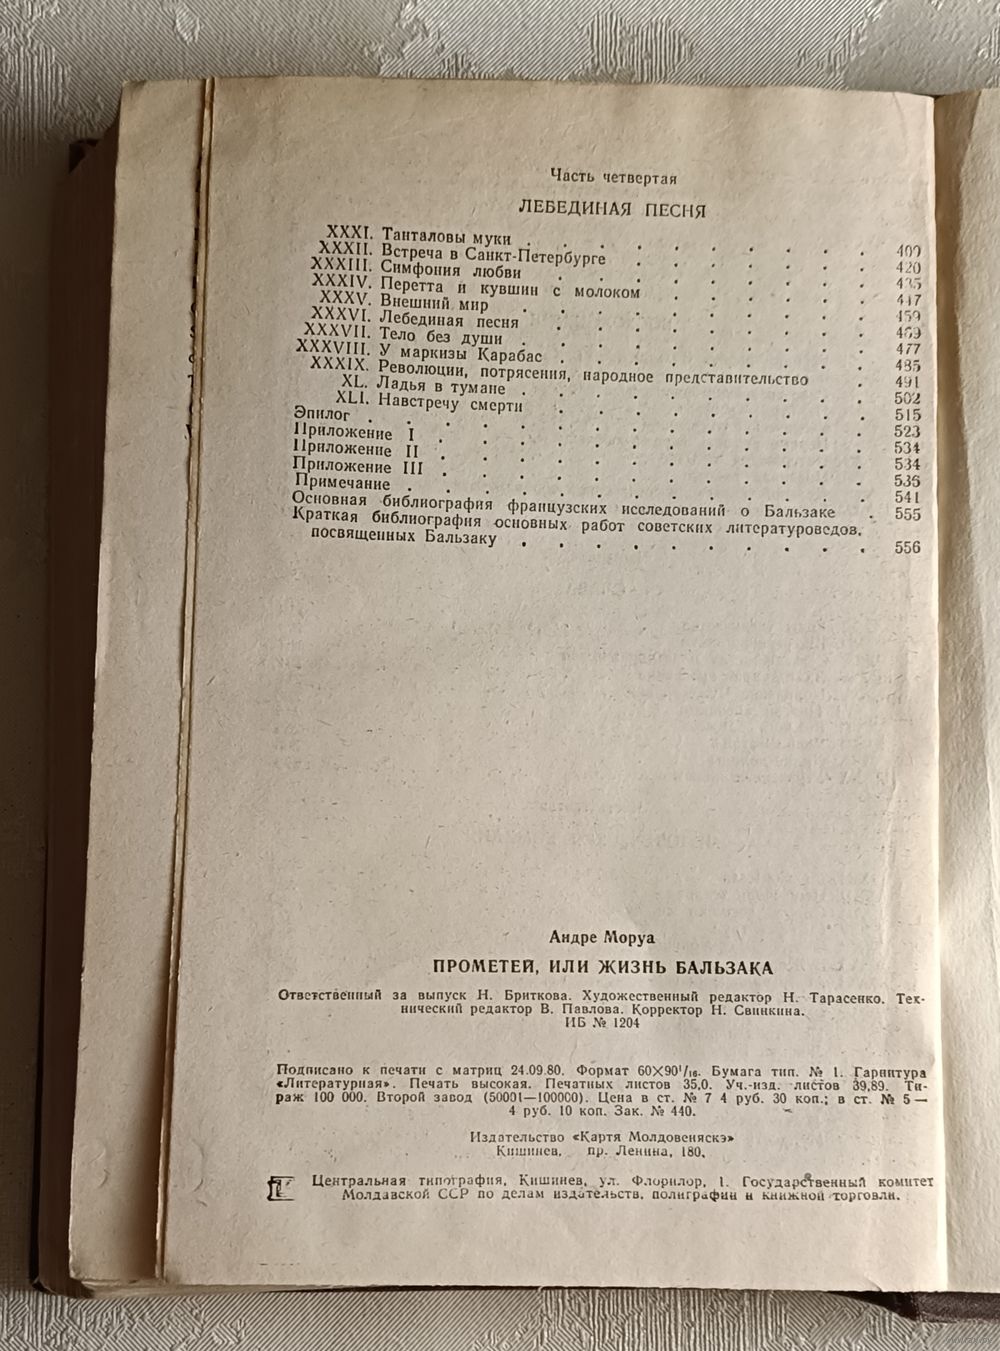 Часть четвертая
ЛЕБЕДИНАЯ ПЕСНЯ
XXXI. Танталовы муки . . . . . . . . . . 409
XXXII. Встреча в Санкт-Петербурге . . . . . . . 420
XXXIII. Симфония любви . . . . . . . . . 435
XXXIV. Перетта и кувшин с молоком . . . . . . 447
XXXV. Внешний мир . . . . . . . . . . 459
XXXVI. Лебединая песня . . . . . . . . . 469
XXXVII. Тело без души . . . . . . . . . . 477
XXXVIII. У маркизы Карабас . . . . . . . . . 485
XXXIX. Революции, потрясения, народное представительство . 491
XL. Ладья в тумане . . . . . . . . . . 502
XLI. Навстречу смерти . . . . . . . . . 515
Эпилог . . . . . . . . . . . . . . 523
Приложение I . . . . . . . . . . . . 534
Приложение II . . . . . . . . . . . . 534
Приложение III . . . . . . . . . . . . 536
Примечание . . . . . . . . . . . . . 541
Основная библиография французских исследований о Бальзаке . 555
Краткая библиография основных работ советских литературоведов,
посвященных Бальзаку . . . . . . . . . . 556
Андре Моруа
ПРОМЕТЕЙ, ИЛИ ЖИЗНЬ БАЛЬЗАКА
Ответственный за выпуск Н. Бриткова. Художественный редактор Н. Тарасенко. Тех-
нический редактор В. Павлова. Корректор Н. Свинкина.
ИБ № 1204
Подписано к печати с матриц 24.09.80. Формат 60X90¹/₁₆. Бумага тип. № 1. Гарнитура
«Литературная». Печать высокая. Печатных листов 35,0. Уч.-изд. листов 39,89. Ти-
раж 100 000. Второй завод (50001—100000). Цена в ст. № 7 4 руб. 30 коп.; в ст. № 5 —
4 руб. 10 коп. Зак. № 440.
Издательство «Картя Молдовеняскэ»
Кишинев, пр. Ленина, 180.
Центральная типография, Кишинев, ул. Флорилор, 1. Государственный комитет
Молдавской ССР по делам издательств, полиграфии и книжной торговли.